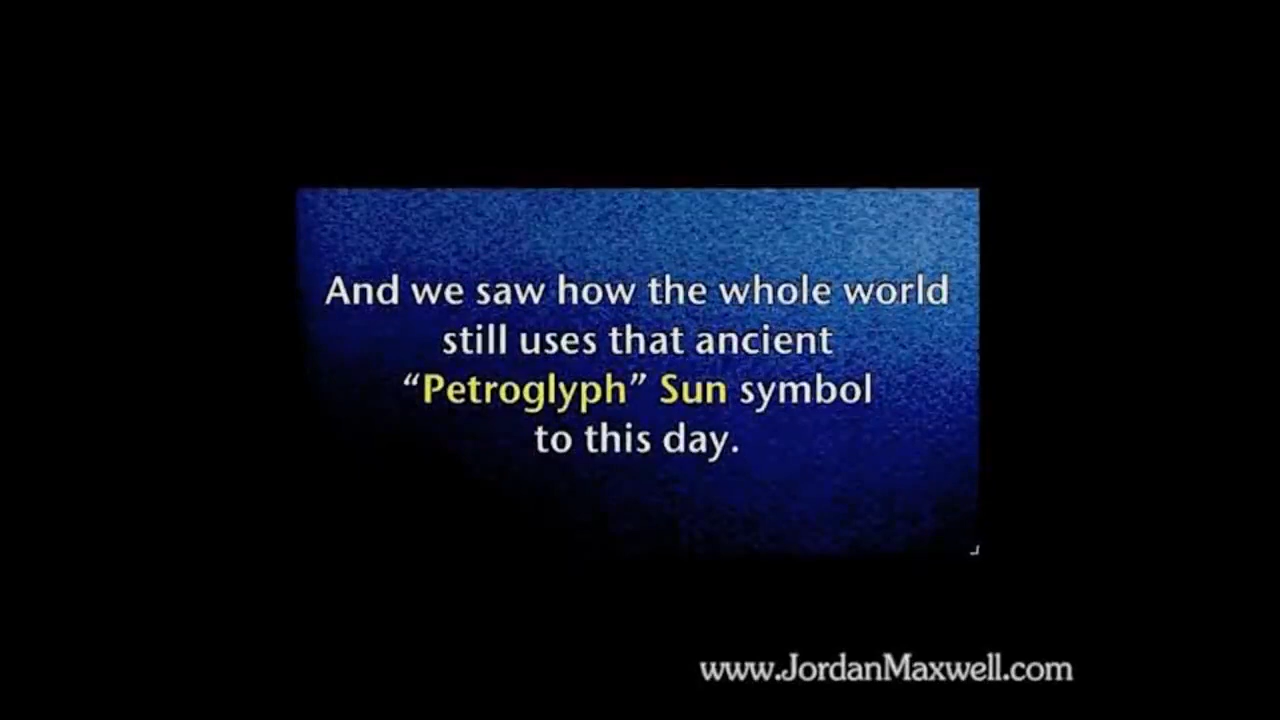 And we saw how the whole world
still uses that ancient
“Petroglyph” Sun symbol
to this day.
www.JordanMaxwell.com